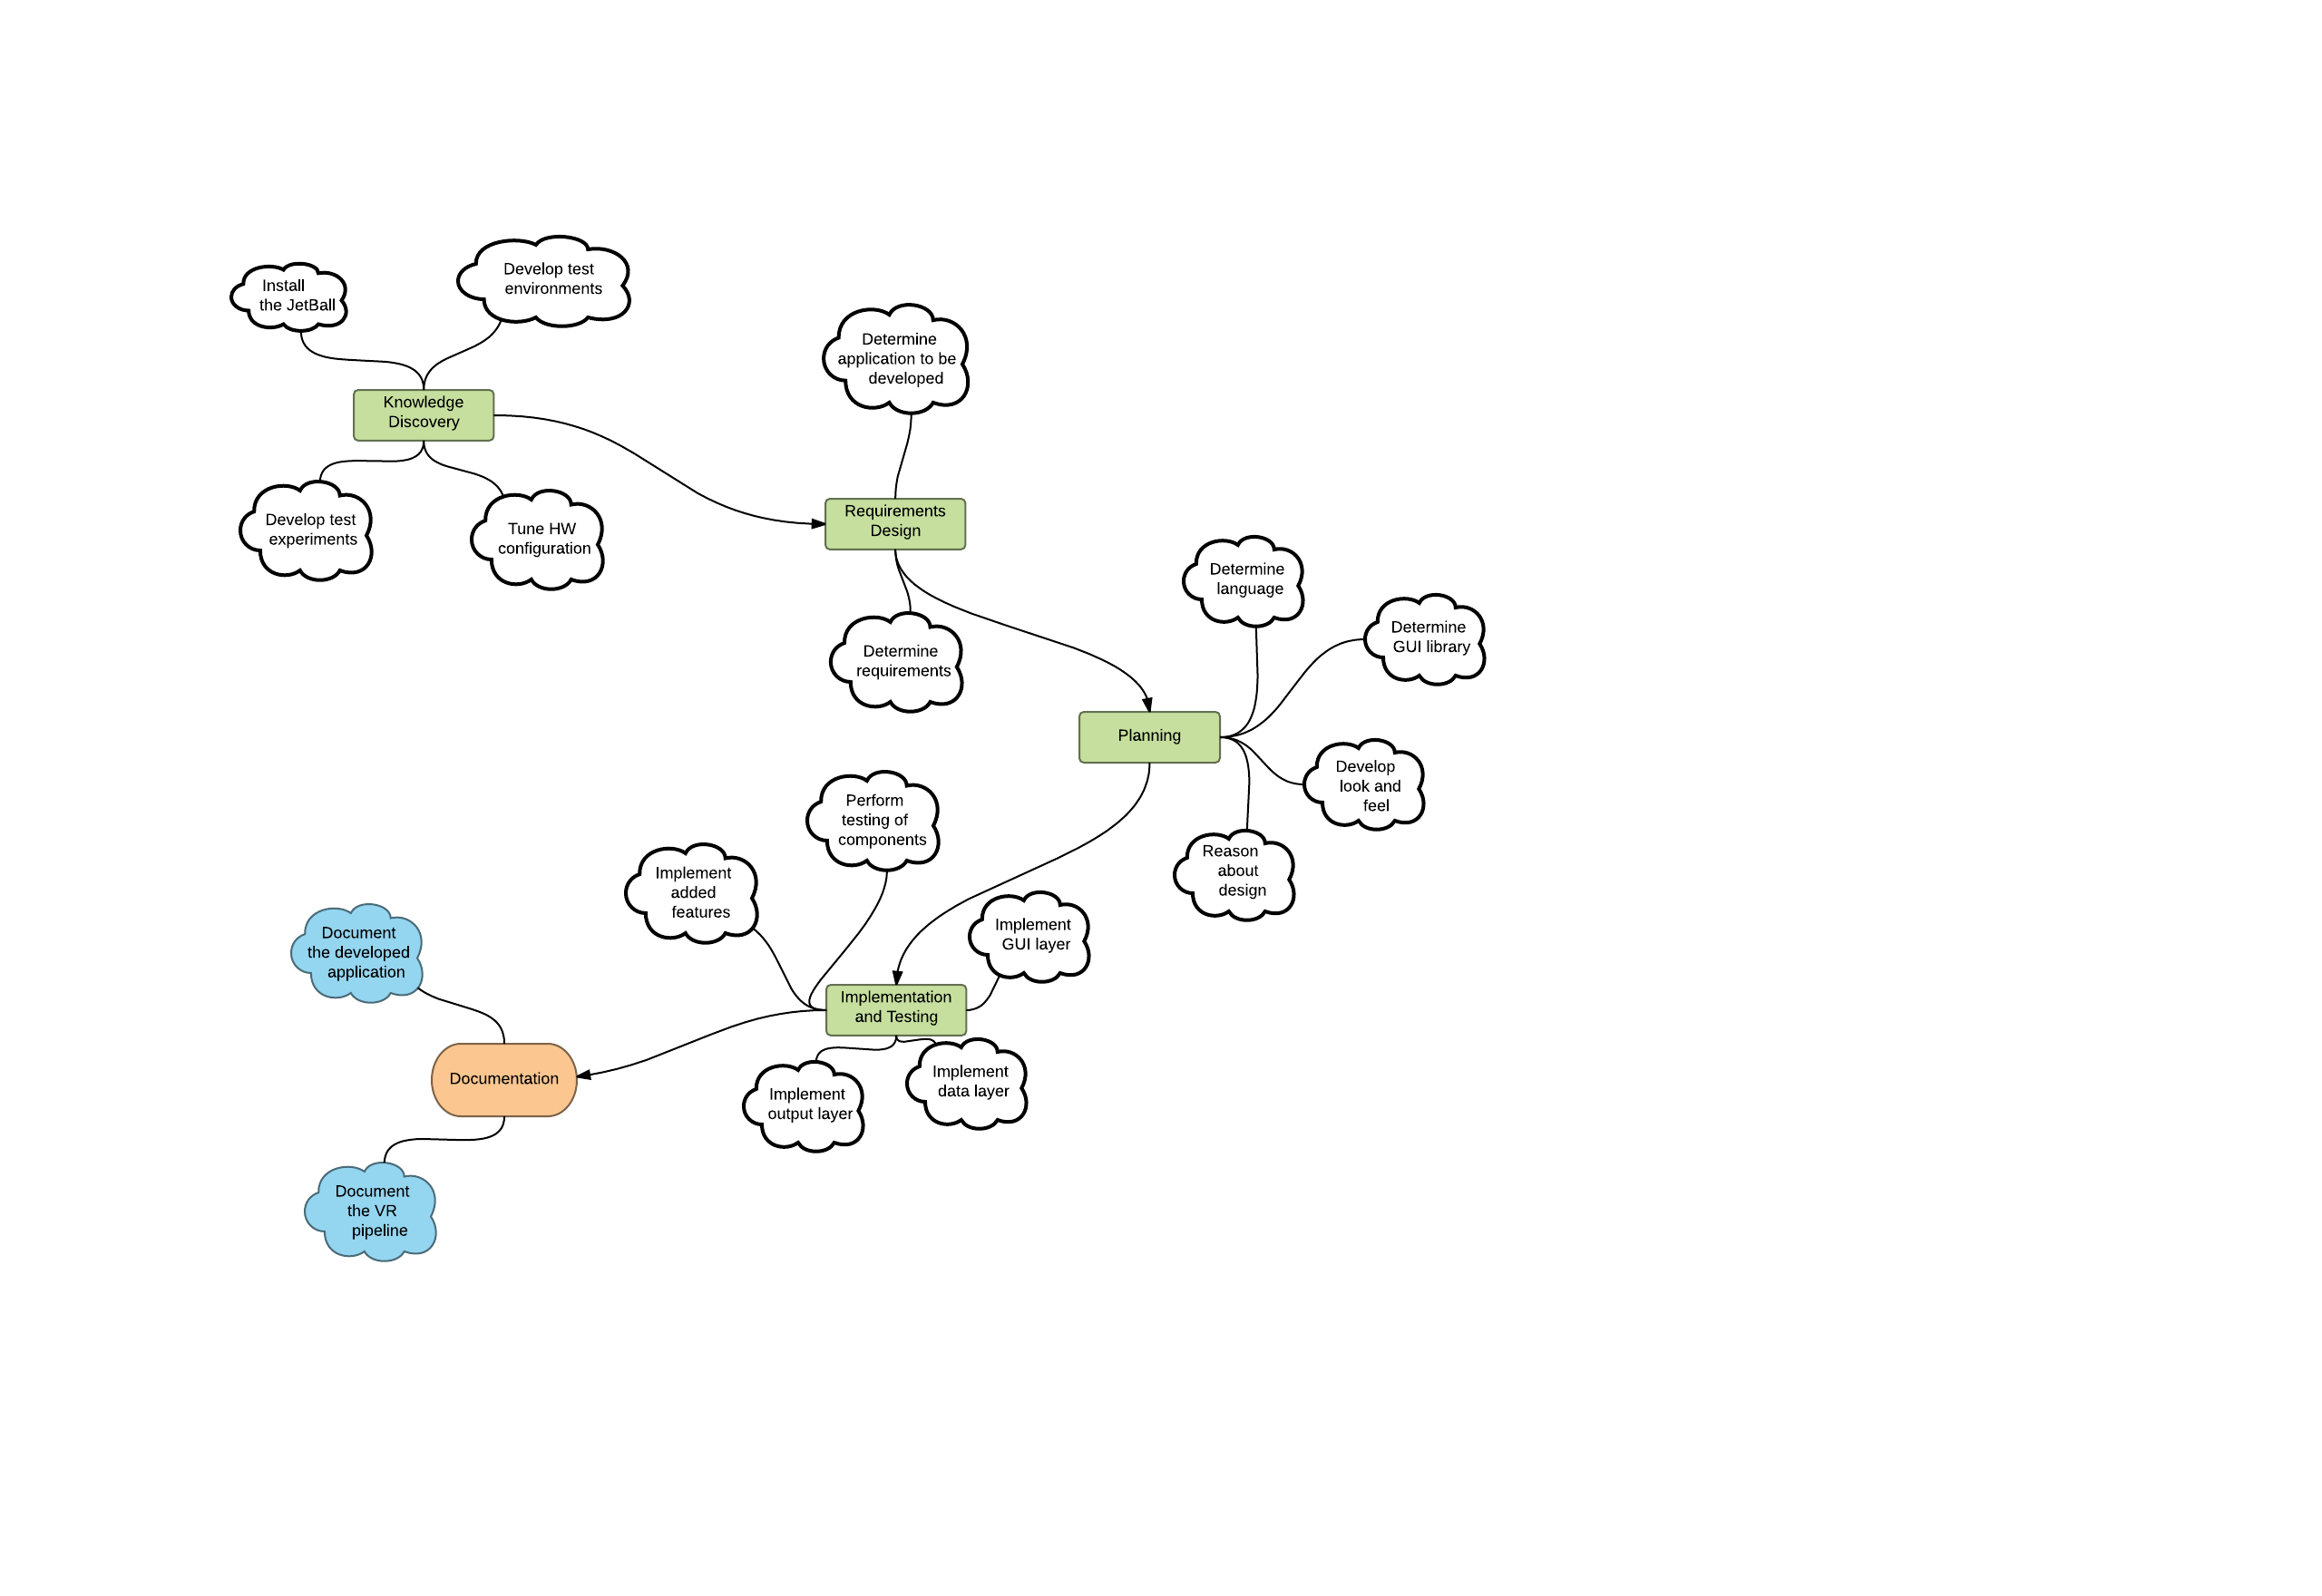 Install
the JetBall
Develop test
environments
Knowledge
Discovery
Develop test
experiments
Tune HW
configuration
Determine
application to be
developed
Requirements
Design
Determine
requirements
Determine
language
Determine
GUI library
Planning
Develop
look and
feel
Reason
about
design
Perform
testing of
components
Implement
added
features
Implement
GUI layer
Implementation
and Testing
Implement
output layer
Implement
data layer
Document
the developed
application
Documentation
Document
the VR
pipeline